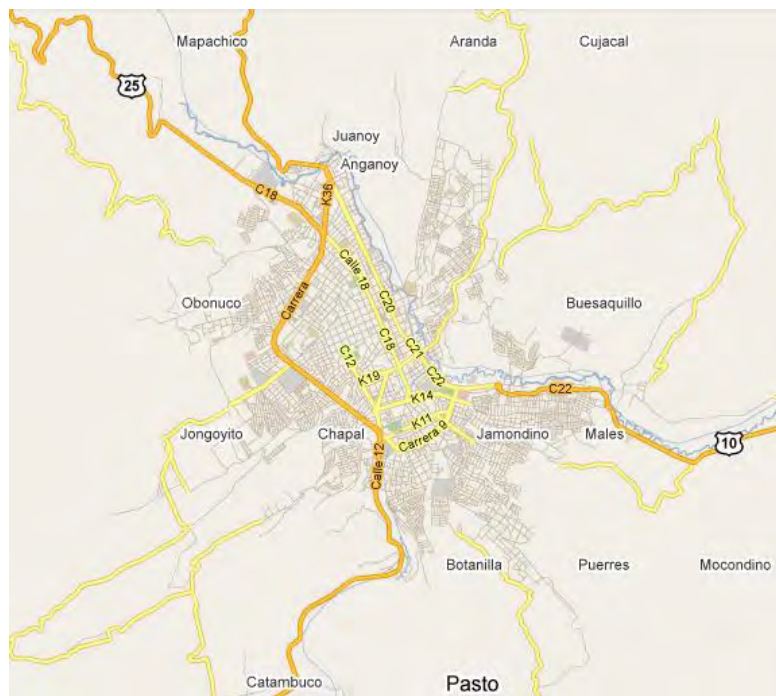 Mapachico
Aranda
Cujacal
25
Juanoy
Anganoy
C18
K36
Calle 18
Obonuco
Carrera
C20
Buesaquillo
C18
C21
C12
K19
C22
C22
K14
K11
Jongoyito
Chapal
Carrera 9
Jamondino
Males
10
Calle 12
Botanilla
Puerres
Mocondino
Catambuco
Pasto